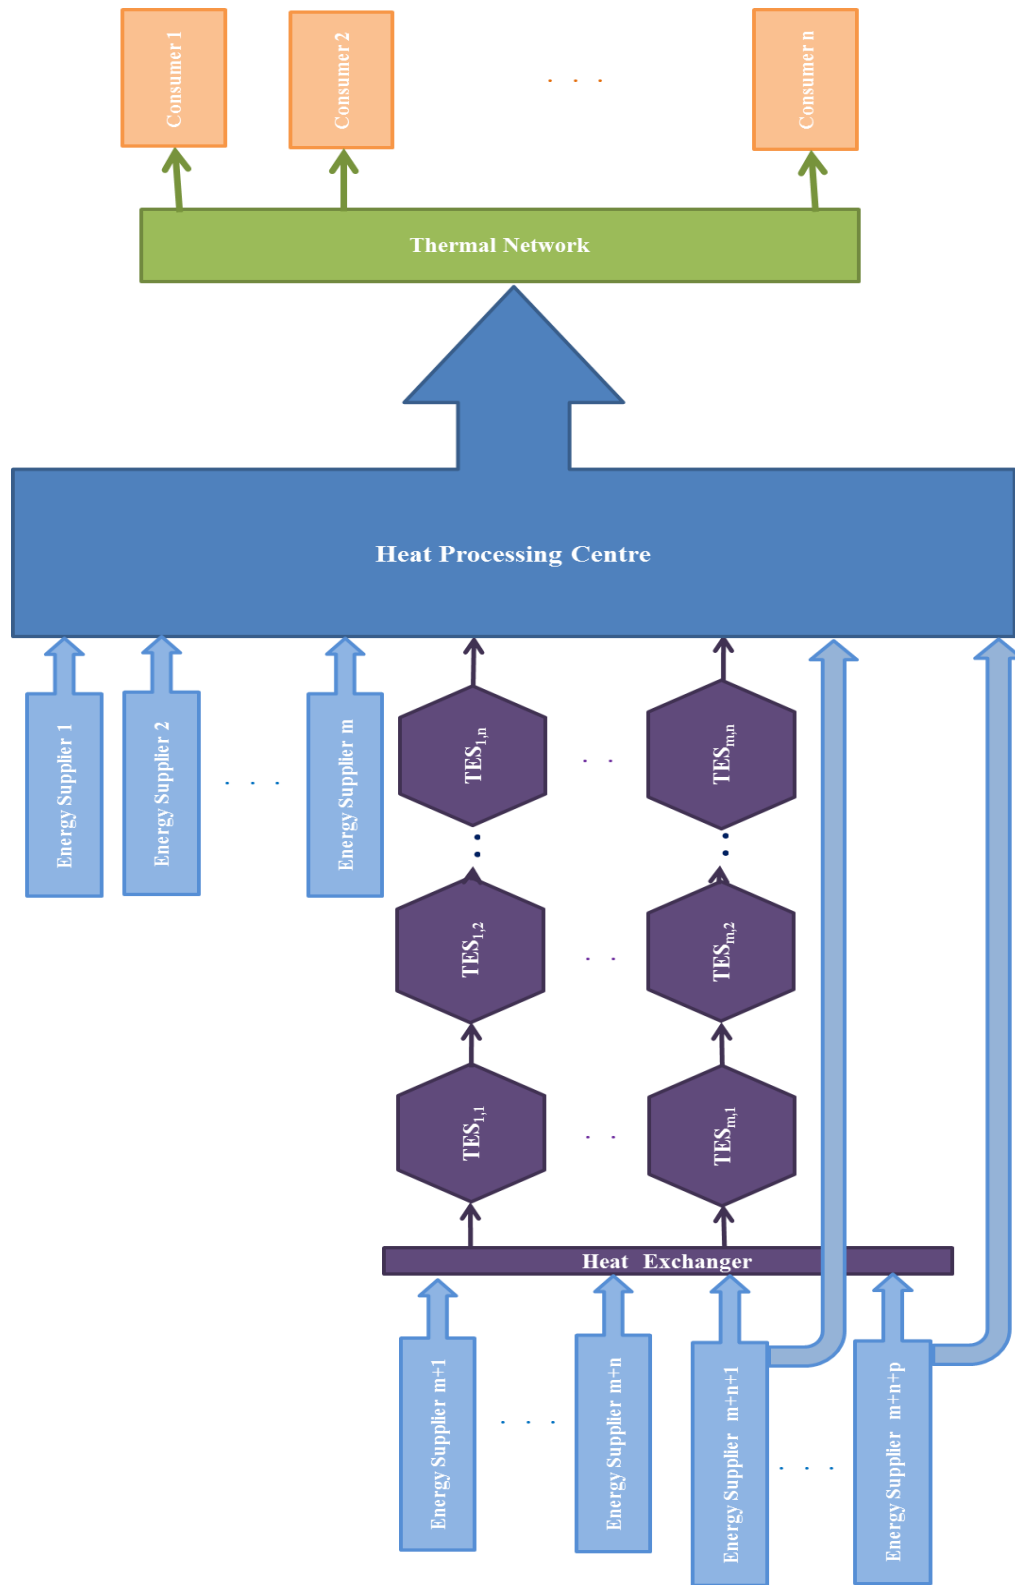 Consumer 1
Consumer 2
. . .
Consumer n
Thermal Network
Heat Processing Centre
Energy Supplier 1
Energy Supplier 2
. . .
Energy Supplier m
TES1,n
. .
TESm,n
TES1,2
. .
TESm,2
TES1,1
. .
TESm,1
Heat Exchanger
Energy Supplier m+1
. . .
Energy Supplier m+n
Energy Supplier m+n+1
. . .
Energy Supplier m+n+p